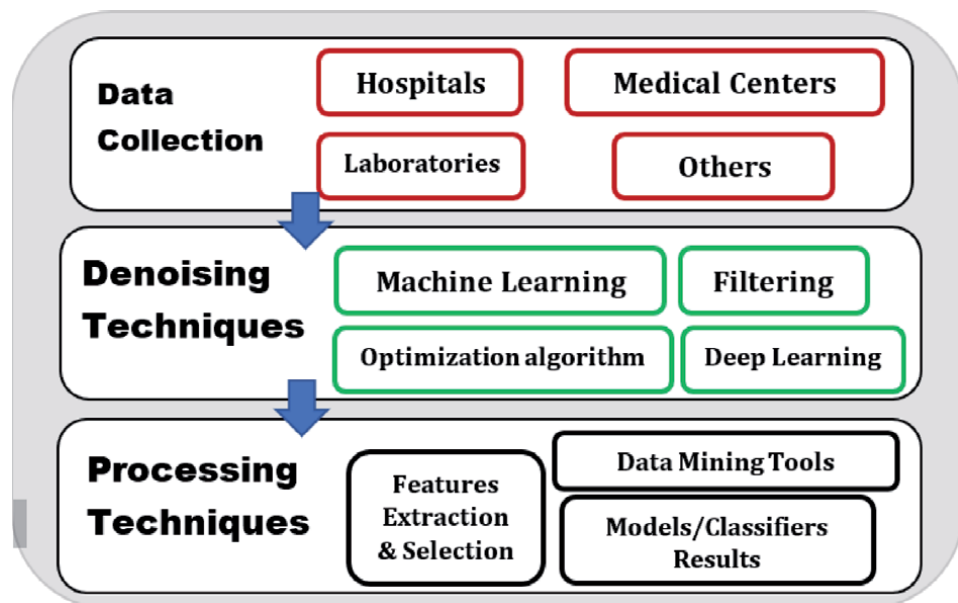 Data
Collection
Hospitals
Medical Centers
Laboratories
Others
Denoising
Techniques
Machine Learning
Filtering
Optimization algorithm
Deep Learning
Processing
Techniques
Features
Extraction
& Selection
Data Mining Tools
Models/Classifiers
Results